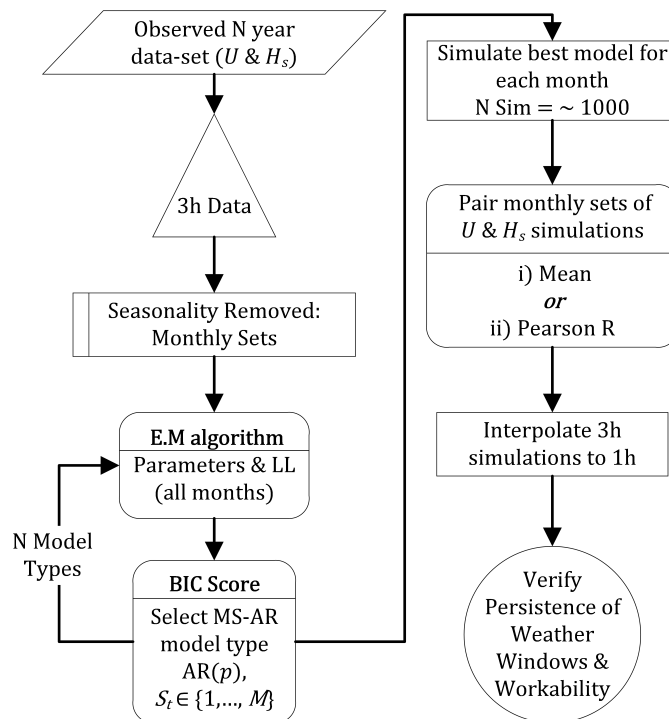 Observed N year
data-set (U & Hs)
3h Data
Seasonality Removed:
Monthly Sets
E.M algorithm
Parameters & LL
(all months)
N Model
Types
BIC Score
Select MS-AR
model type
AR(p),
St ∈ {1,..., M}
Simulate best model for
each month
N Sim = ~ 1000
Pair monthly sets of
U & Hs simulations
i) Mean
or
ii) Pearson R
Interpolate 3h
simulations to 1h
Verify
Persistence of
Weather
Windows &
Workability